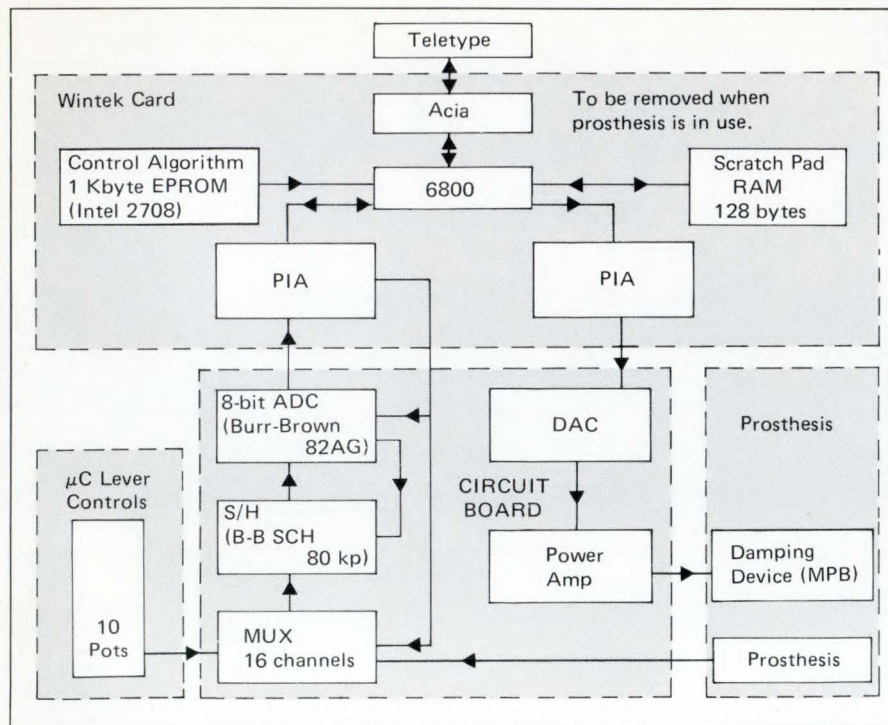 Teletype
Wintek Card
Acia
To be removed when
prosthesis is in use.
Control Algorithm
1 Kbyte EPROM
(Intel 2708)
6800
Scratch Pad
RAM
128 bytes
PIA
PIA
8-bit ADC
(Burr-Brown
82AG)
DAC
Prosthesis
μC Lever
Controls
S/H
(B-B SCH
80 kp)
CIRCUIT
BOARD
Power
Amp
Damping
Device (MPB)
10
Pots
MUX
16 channels
Prosthesis